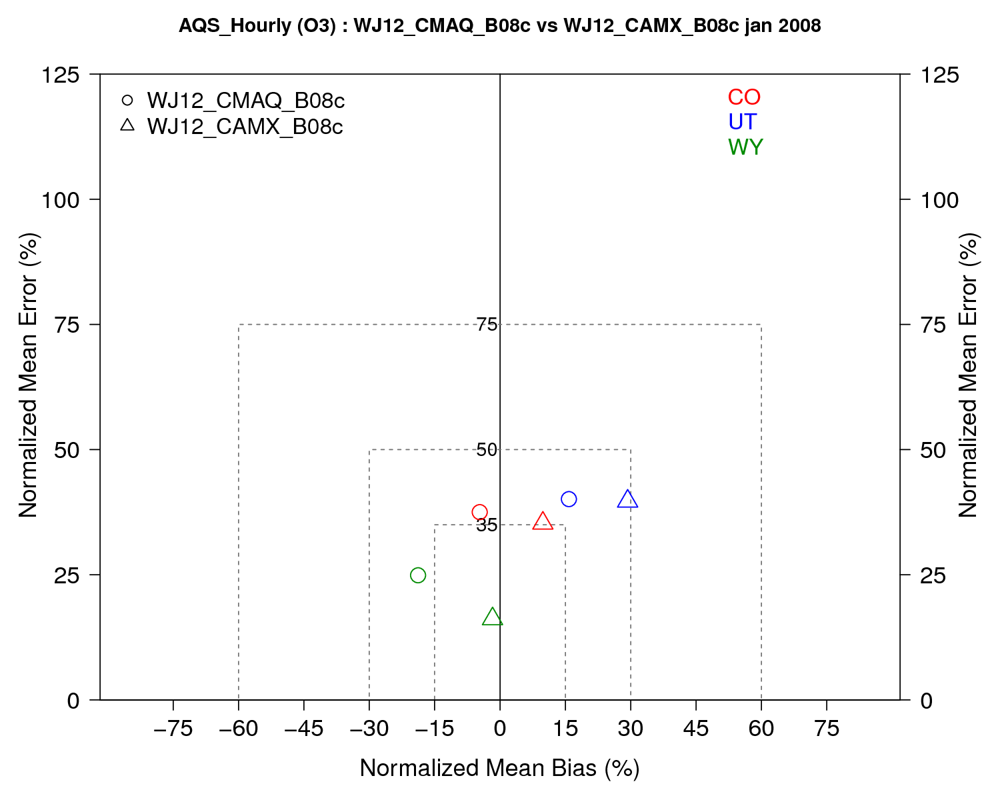 AQS_Hourly (O3) : WJ12_CMAQ_B08c vs WJ12_CAMX_B08c jan 2008
WJ12_CMAQ_B08c
WJ12_CAMX_B08c
CO
UT
WY
125
100
75
50
25
0
Normalized Mean Error (%)
75
50
35
125
100
75
50
25
0
Normalized Mean Error (%)
−75 −60 −45 −30 −15 0 15 30 45 60 75
Normalized Mean Bias (%)